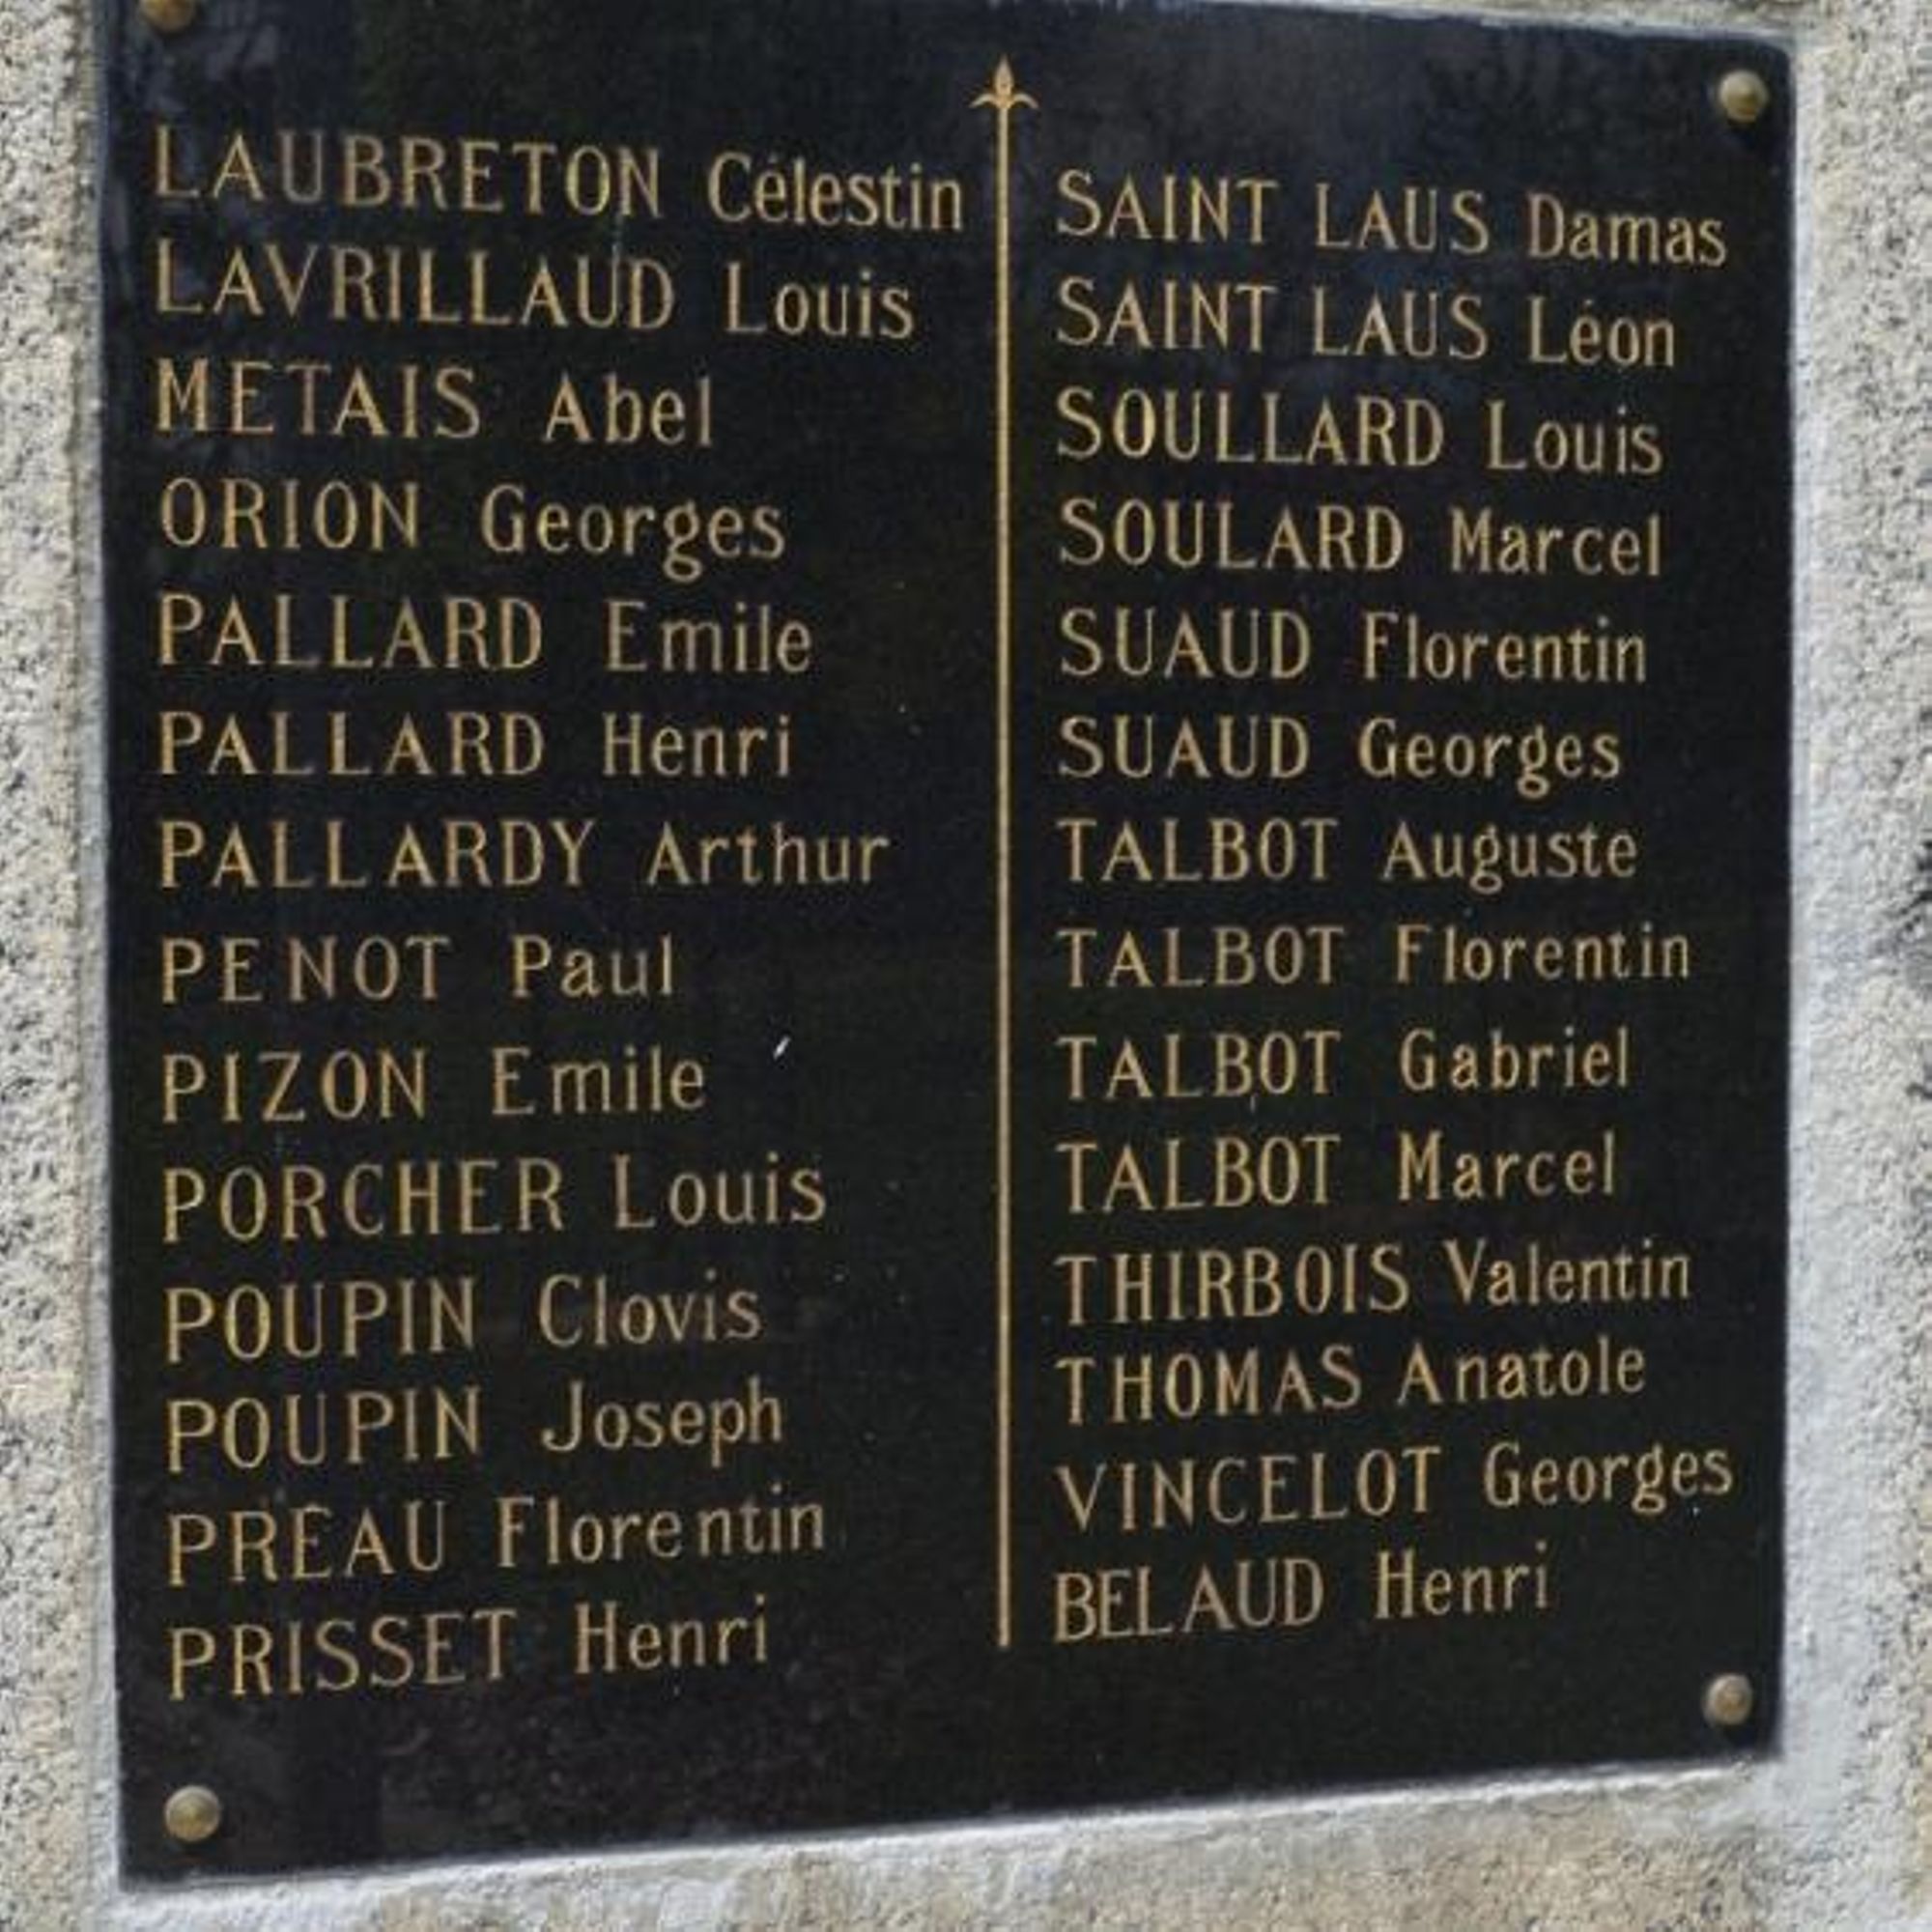 LAUBRETON Célestin
LAVRILLAUD Louis
METAIS Abel
ORION Georges
PALLARD Emile
PALLARD Henri
PALLARDY Arthur
PENOT Paul
PIZON Emile
PORCHER Louis
POUPIN Clovis
POUPIN Joseph
PREAU Florentin
PRISSET Henri
SAINT LAUS Damas
SAINT LAUS Léon
SOULLARD Louis
SOULARD Marcel
SUAUD Florentin
SUAUD Georges
TALBOT Auguste
TALBOT Florentin
TALBOT Gabriel
TALBOT Marcel
THIRBOIS Valentin
THOMAS Anatole
VINCELOT Georges
BELAUD Henri